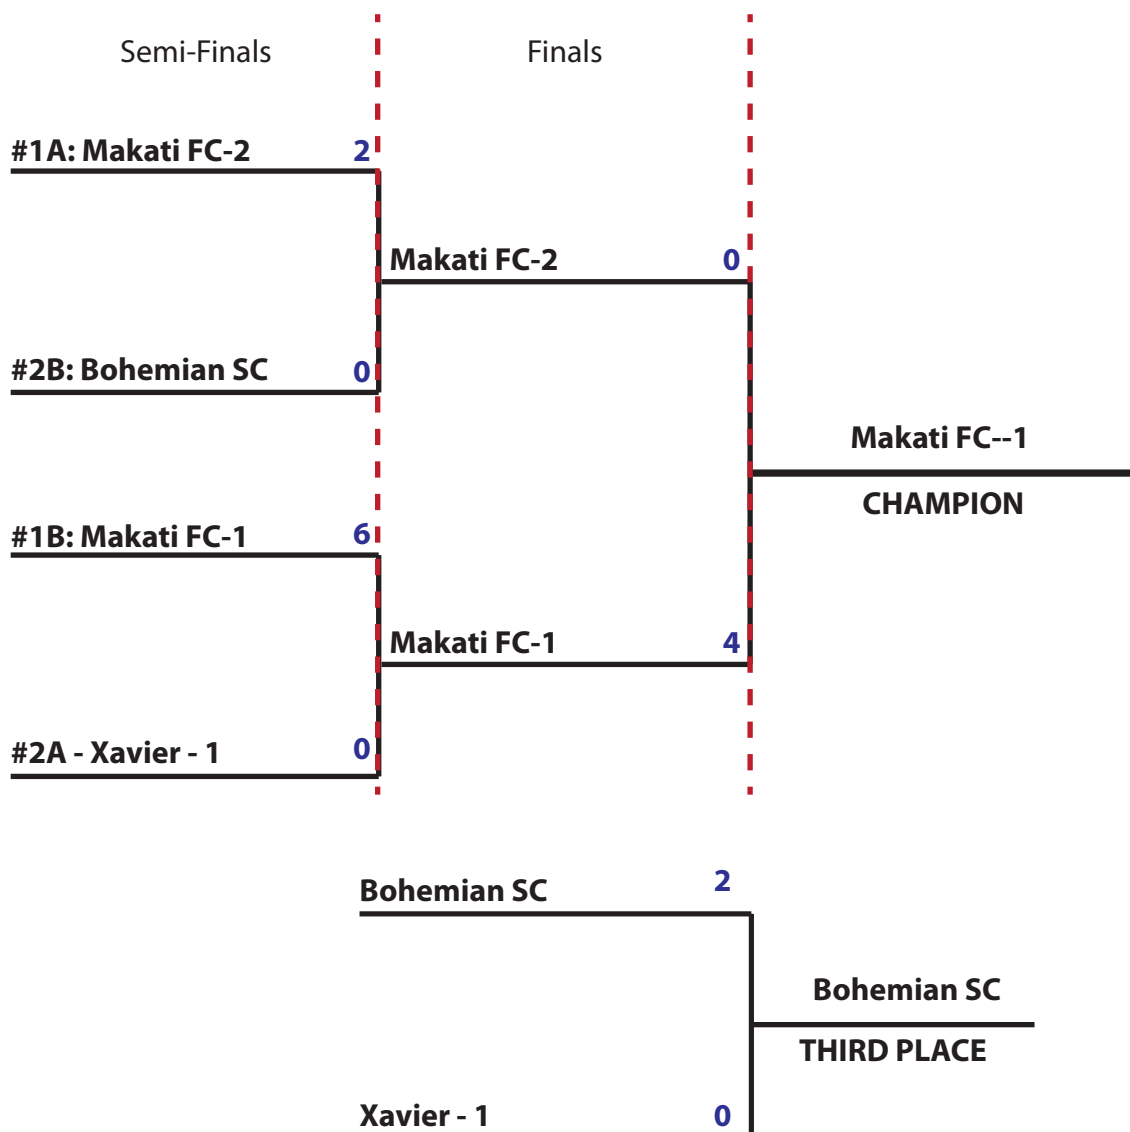 Semi-Finals
Finals
#1A: Makati FC-2 2
Makati FC-2 0
#2B: Bohemian SC 0
Makati FC--1
CHAMPION
#1B: Makati FC-1 6
Makati FC-1 4
#2A - Xavier - 1 0
Bohemian SC 2
Bohemian SC
THIRD PLACE
Xavier - 1 0